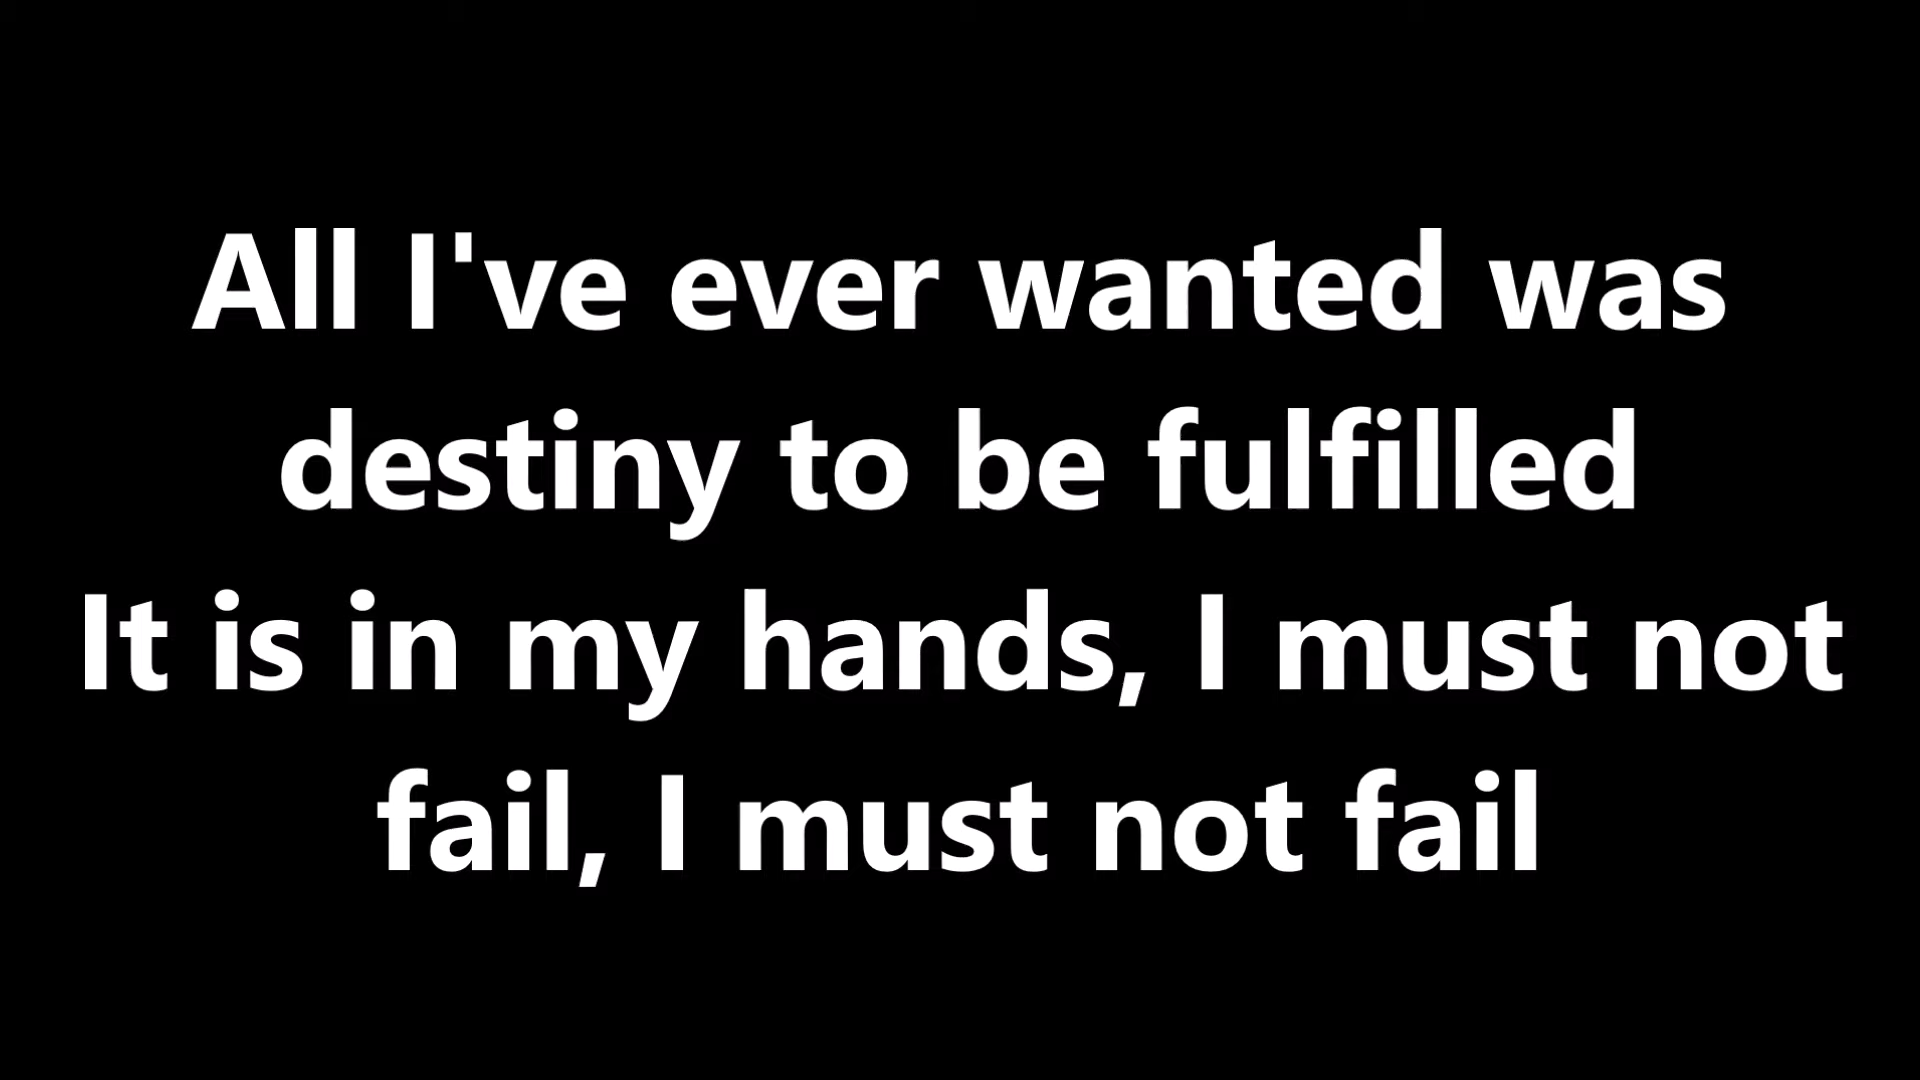 All I've ever wanted was
destiny to be fulfilled
It is in my hands, I must not
fail, I must not fail